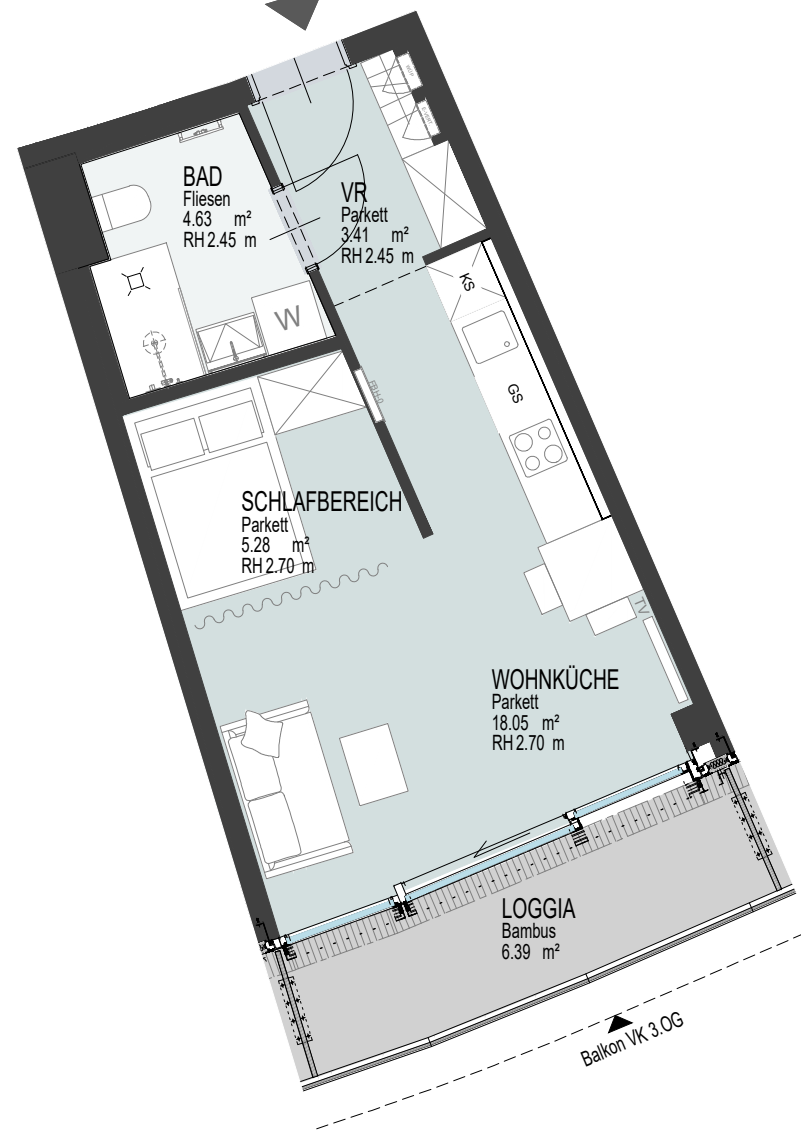 BAD
Fliesen
4.63 m²
RH 2.45 m
VR
Parkett
3.41 m²
RH 2.45 m
W
KS
GS
SCHLAFBEREICH
Parkett
5.28 m²
RH 2.70 m
TV
WOHNKÜCHE
Parkett
18.05 m²
RH 2.70 m
LOGGIA
Bambus
6.39 m²
Balkon VK 3.OG